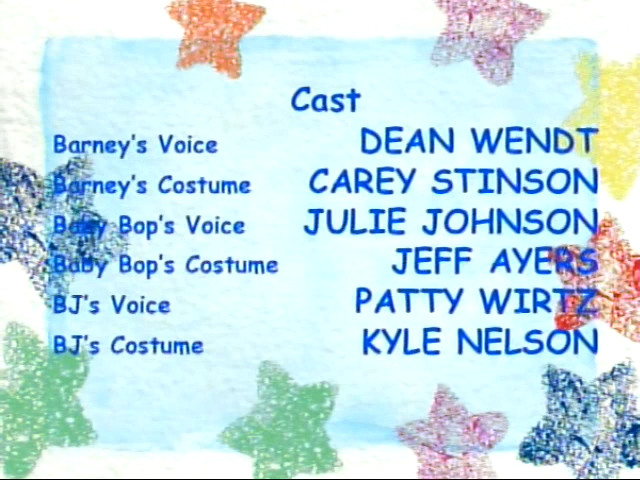 Cast
Barney's Voice DEAN WENDT
Barney's Costume CAREY STINSON
Baby Bop's Voice JULIE JOHNSON
Baby Bop's Costume JEFF AYERS
BJ's Voice PATTY WIRTZ
BJ's Costume KYLE NELSON